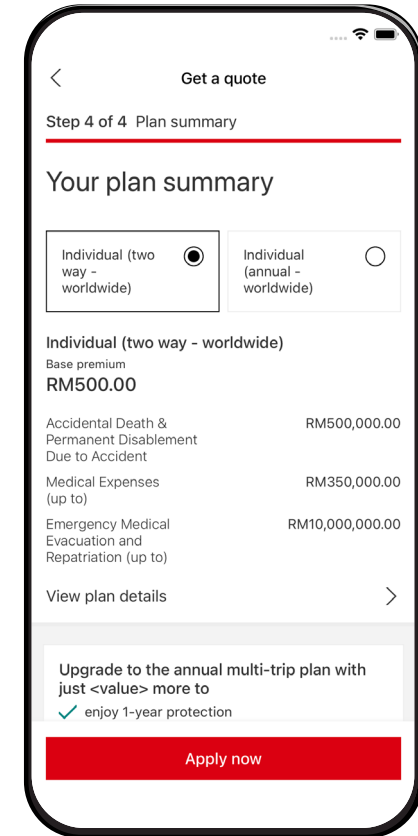 Get a quote
Step 4 of 4 Plan summary
Your plan summary
Individual (two
way -
worldwide)
Individual
(annual -
worldwide)
Individual (two way - worldwide)
Base premium
RM500.00
Accidental Death &
Permanent Disablement
Due to Accident
RM500,000.00
Medical Expenses
(up to)
RM350,000.00
Emergency Medical
Evacuation and
Repatriation (up to)
RM10,000,000.00
View plan details
Upgrade to the annual multi-trip plan with
just <value> more to
enjoy 1-year protection
Apply now